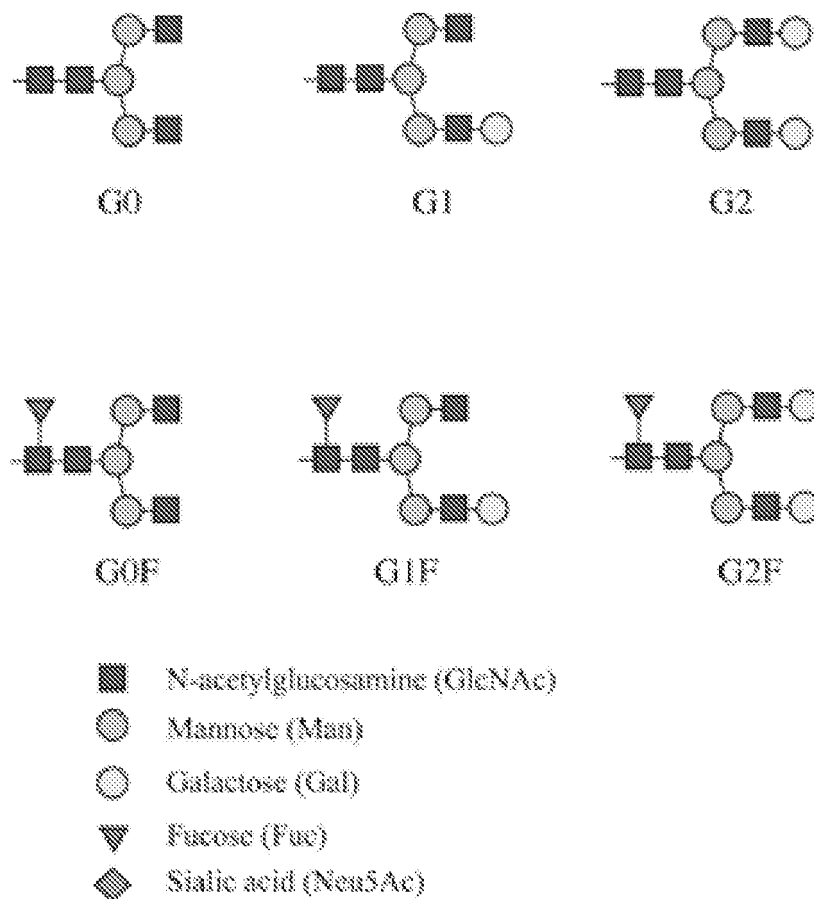 G0 G1 G2
G0F G1F G2F
N-acetylglucosamine (GlcNAc)
Mannose (Man)
Galactose (Gal)
Fucose (Fuc)
Sialic acid (Neu5Ac)